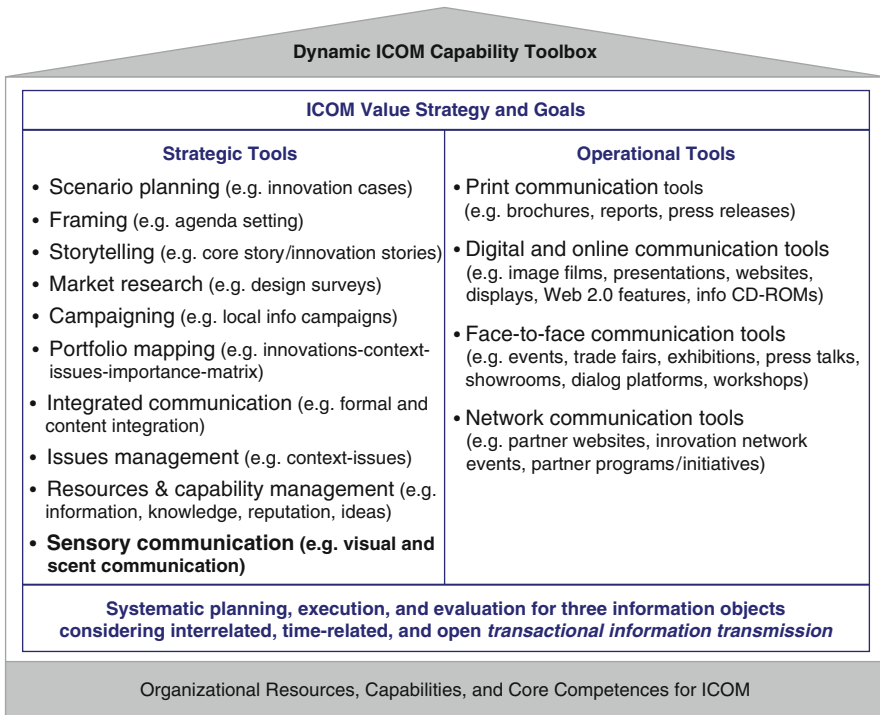 Dynamic ICOM Capability Toolbox
ICOM Value Strategy and Goals
Strategic Tools
• Scenario planning (e.g. innovation cases)
• Framing (e.g. agenda setting)
• Storytelling (e.g. core story/innovation stories)
• Market research (e.g. design surveys)
• Campaigning (e.g. local info campaigns)
• Portfolio mapping (e.g. innovations-context-
issues-importance-matrix)
• Integrated communication (e.g. formal and
content integration)
• Issues management (e.g. context-issues)
• Resources & capability management (e.g.
information, knowledge, reputation, ideas)
• Sensory communication (e.g. visual and
scent communication)
Operational Tools
• Print communication tools
(e.g. brochures, reports, press releases)
• Digital and online communication tools
(e.g. image films, presentations, websites,
displays, Web 2.0 features, info CD-ROMs)
• Face-to-face communication tools
(e.g. events, trade fairs, exhibitions, press talks,
showrooms, dialog platforms, workshops)
• Network communication tools
(e.g. partner websites, inrovation network
events, partner programs/initiatives)
Systematic planning, execution, and evaluation for three information objects
considering interrelated, time-related, and open transactional information transmission
Organizational Resources, Capabilities, and Core Competences for ICOM